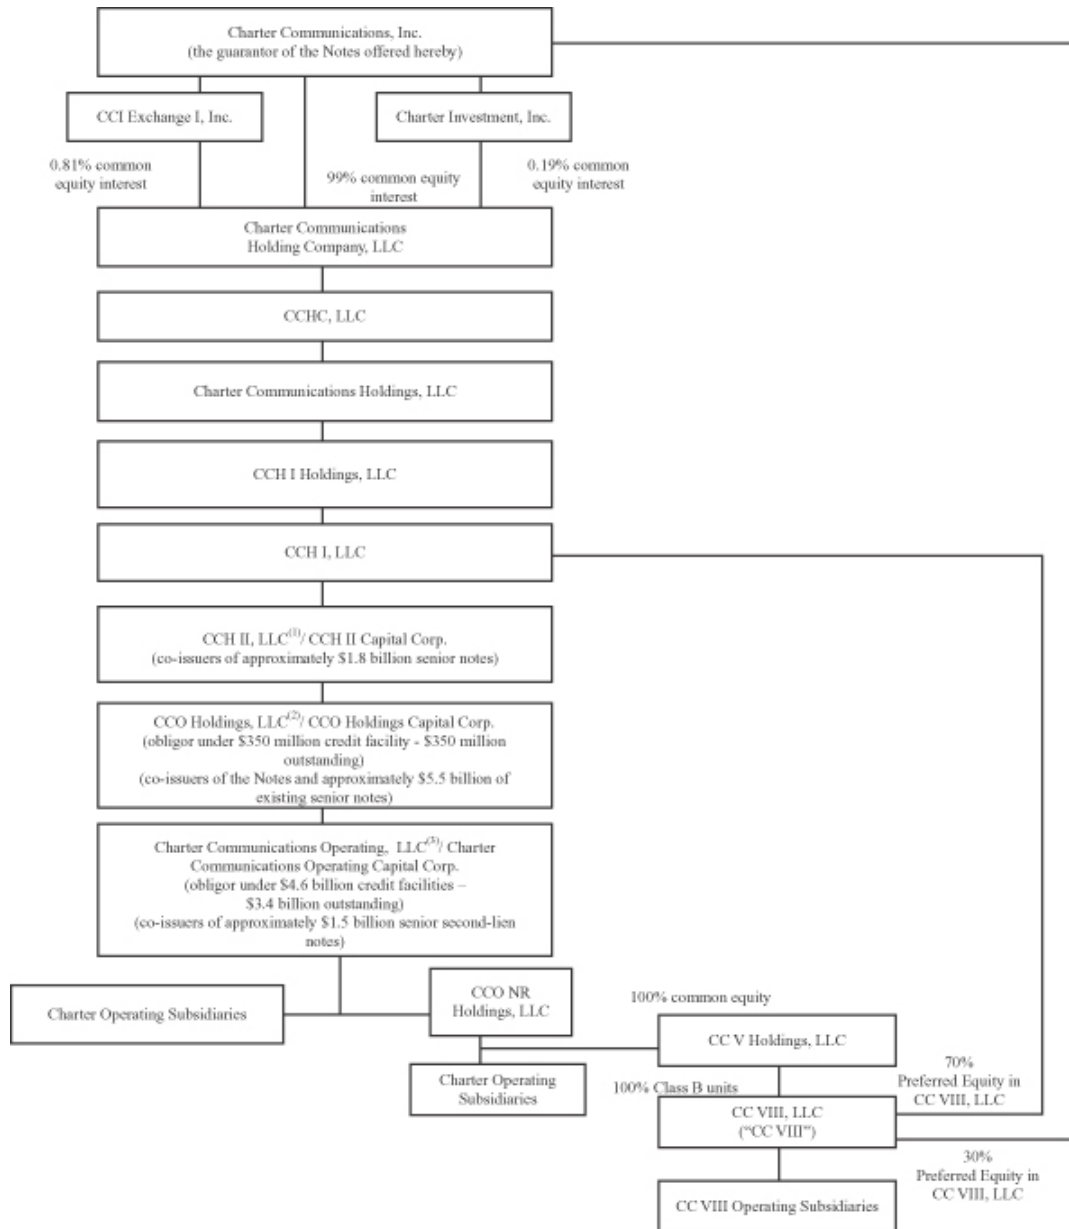 Charter Communications, Inc.
(the guarantor of the Notes offered hereby)
CCI Exchange I, Inc.
Charter Investment, Inc.
0.81% common
equity interest
99% common equity
interest
0.19% common
equity interest
Charter Communications
Holding Company, LLC
CCHC, LLC
Charter Communications Holdings, LLC
CCH I Holdings, LLC
CCH I, LLC
CCH II, LLC(1)/ CCH II Capital Corp.
(co-issuers of approximately $1.8 billion senior notes)
CCO Holdings, LLC(2)/ CCO Holdings Capital Corp.
(obligor under $350 million credit facility - $350 million
outstanding)
(co-issuers of the Notes and approximately $5.5 billion of
existing senior notes)
Charter Communications Operating, LLC(3)/ Charter
Communications Operating Capital Corp.
(obligor under $4.6 billion credit facilities –
$3.4 billion outstanding)
(co-issuers of approximately $1.5 billion senior second-lien
notes)
Charter Operating Subsidiaries
CCO NR
Holdings, LLC
100% common equity
CC V Holdings, LLC
Charter Operating
Subsidiaries
100% Class B units
70%
Preferred Equity in
CC VIII, LLC
CC VIII, LLC
(“CC VIII”)
30%
Preferred Equity in
CC VIII, LLC
CC VIII Operating Subsidiaries